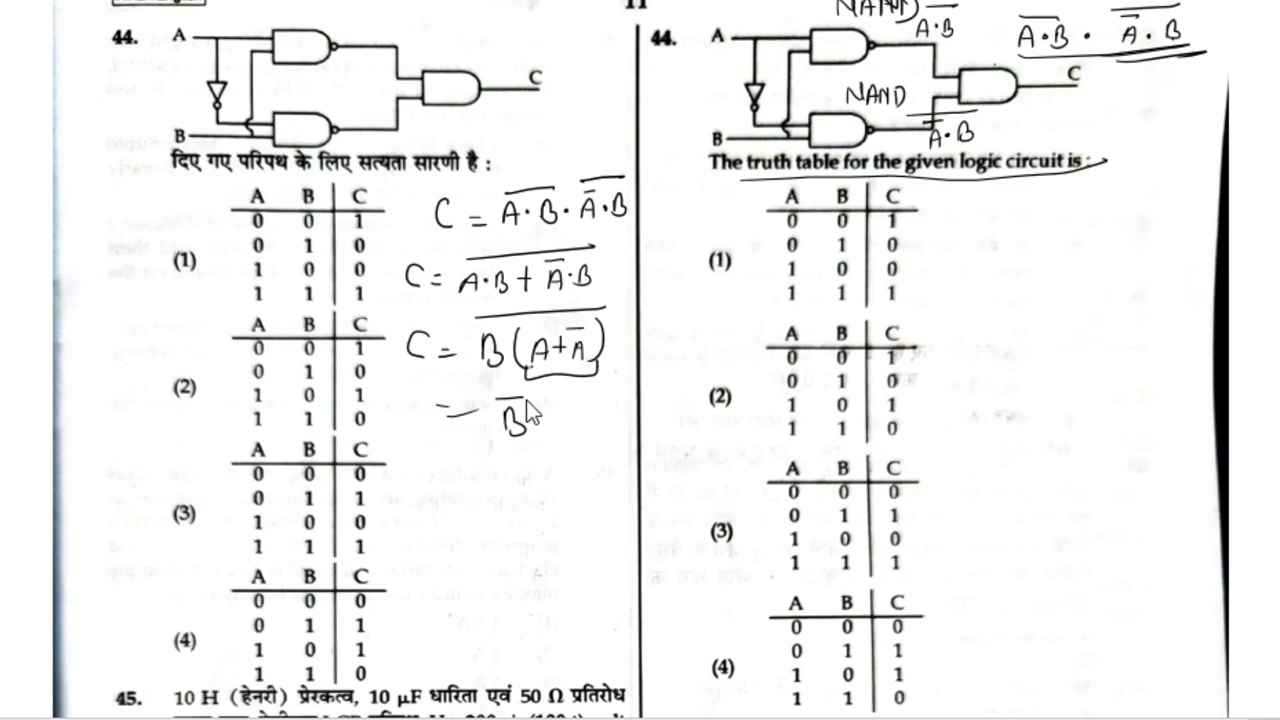 11
44. A
B
C
दिए गए परिपथ के लिए सत्यता सारणी है :
A B C
0 0 1
0 1 0
(1)
1 0 0
1 1 1
A B C
0 0 1
0 1 0
(2)
1 0 1
1 1 0
A B C
0 0 0
0 1 1
(3)
1 0 0
1 1 1
A B C
0 0 0
0 1 1
(4)
1 0 1
1 1 0
45. 10 H (हेनरी) प्रेरकत्व, 10 µF धारिता एवं 50 Ω प्रतिरोध
C = A̅·̅B̅ · A̅̅·̅B̅
C = A·B + A̅·B
C = B(A+A̅)
= B̅
44. A
B
C
NAND
A·B
A·B · A̅·B
NAND
A̅·B
The truth table for the given logic circuit is :
A B C
0 0 1
0 1 0
(1)
1 0 0
1 1 1
A B C
0 0 1
0 1 0
(2)
1 0 1
1 1 0
A B C
0 0 0
0 1 1
(3)
1 0 0
1 1 1
A B C
0 0 0
0 1 1
(4)
1 0 1
1 1 0